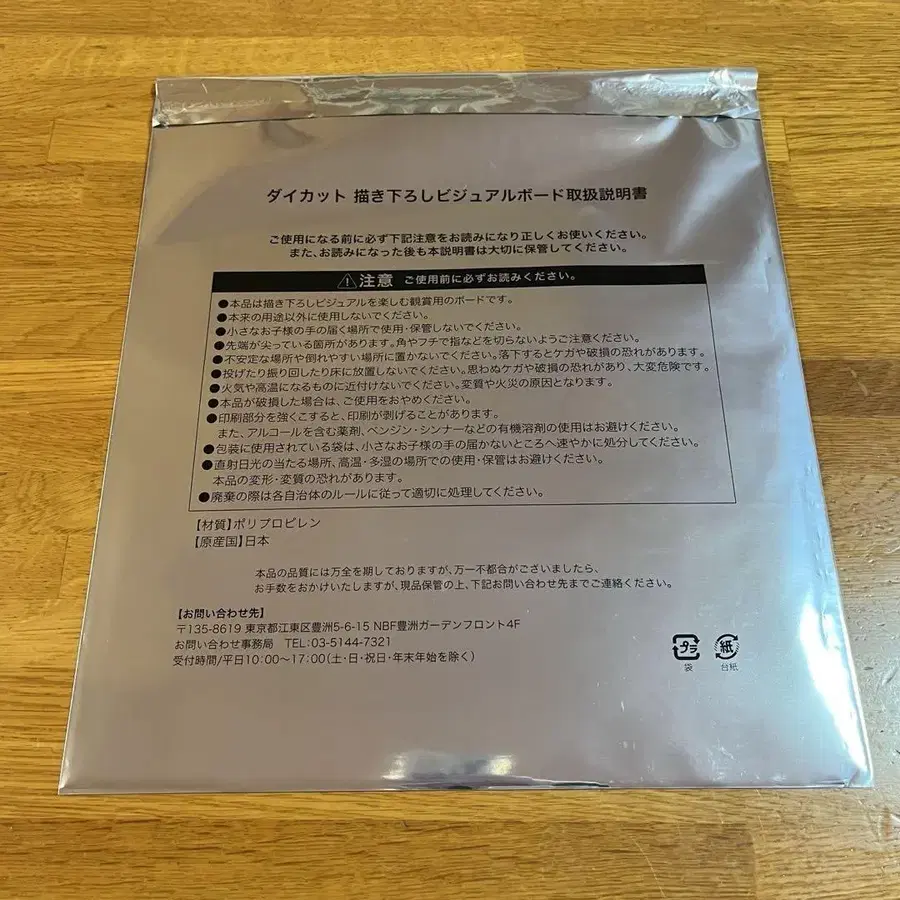 ダイカット 描き下ろしビジュアルボード取扱説明書
ご使用になる前に必ず下記注意をお読みになり正しくお使いください。
また、お読みになった後も本説明書は大切に保管してください。
注意 ご使用前に必ずお読みください。
●本品は描き下ろしビジュアルを楽しむ観賞用のボードです。
●本来の用途以外に使用しないでください。
●小さなお子様の手の届く場所で使用・保管しないでください。
●先端が尖っている箇所があります。角やフチで指などを切らないようご注意ください。
●不安定な場所や倒れやすい場所に置かないでください。落下するとケガや破損の恐れがあります。
●投げたり振り回したり床に放置しないでください。思わぬケガや破損の恐れがあり、大変危険です。
●火気や高温になるものに近付けないでください。変質や火災の原因となります。
●本品が破損した場合は、ご使用をおやめください。
●印刷部分を強くこすると、印刷が剥げることがあります。
また、アルコールを含む薬剤、ベンジン・シンナーなどの有機溶剤の使用はお避けください。
●包装に使用されている袋は、小さなお子様の手の届かないところへ速やかに処分してください。
●直射日光の当たる場所、高温・多湿の場所での使用・保管はお避けください。
本品の変形・変質の恐れがあります。
●廃棄の際は各自治体のルールに従って適切に処理してください。
【材質】ポリプロピレン
【原産国】日本
本品の品質には万全を期しておりますが、万一不都合がございましたら、
お手数をおかけいたしますが、現品保管の上、下記お問い合わせ先までご連絡ください。
【お問い合わせ先】
〒135-8619 東京都江東区豊洲5-6-15 NBF豊洲ガーデンフロント4F
お問い合わせ事務局 TEL:03-5144-7321
受付時間/平日10:00～17:00(土・日・祝日・年末年始を除く)
プラ 紙
袋 台紙